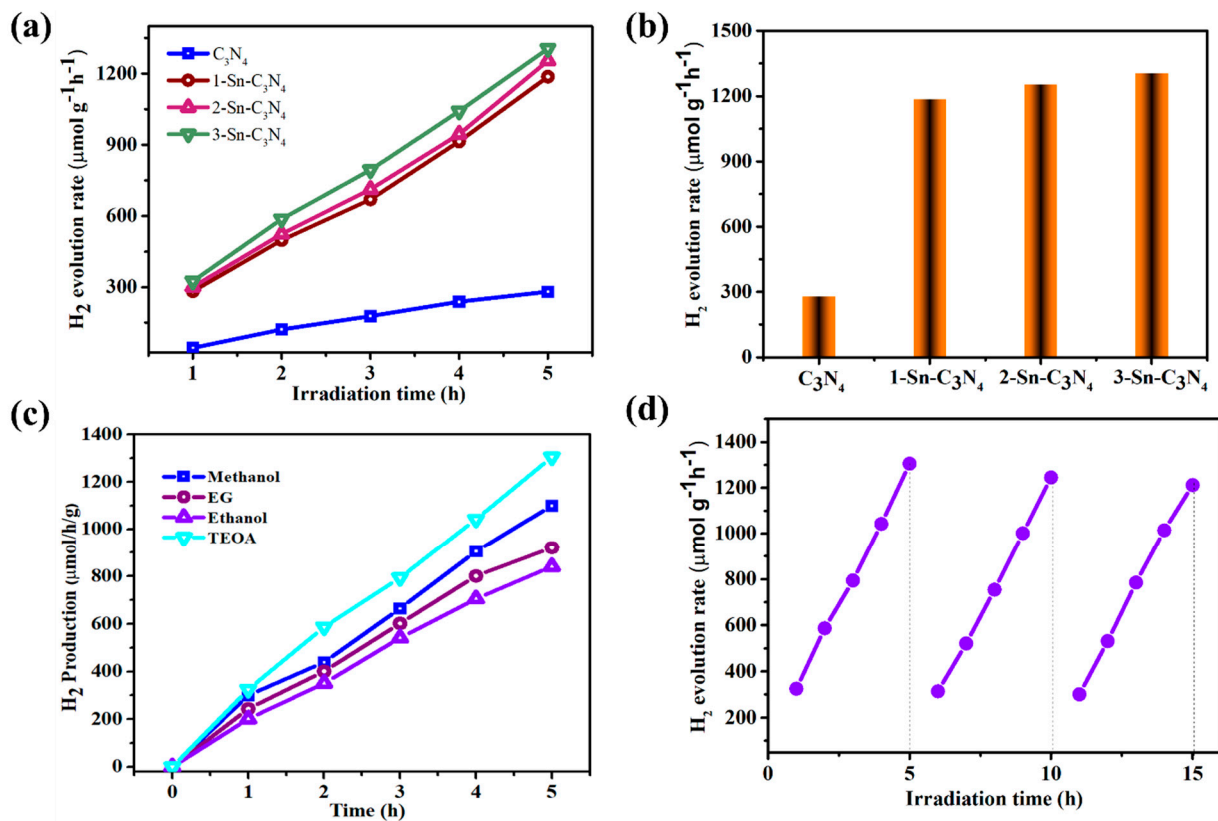 (a)
H₂ evolution rate (μmol g⁻¹h⁻¹)
1200
900
600
300
C₃N₄
1-Sn-C₃N₄
2-Sn-C₃N₄
3-Sn-C₃N₄
1 2 3 4 5
Irradiation time (h)
(b)
H₂ evolution rate (μmol g⁻¹h⁻¹)
1500
1200
900
600
300
0
C₃N₄ 1-Sn-C₃N₄ 2-Sn-C₃N₄ 3-Sn-C₃N₄
(c)
H₂ Production (μmol/h/g)
1400
1200
1000
800
600
400
200
0
Methanol
EG
Ethanol
TEOA
0 1 2 3 4 5
Time (h)
(d)
H₂ evolution rate (μmol g⁻¹h⁻¹)
1400
1200
1000
800
600
400
200
0 5 10 15
Irradiation time (h)